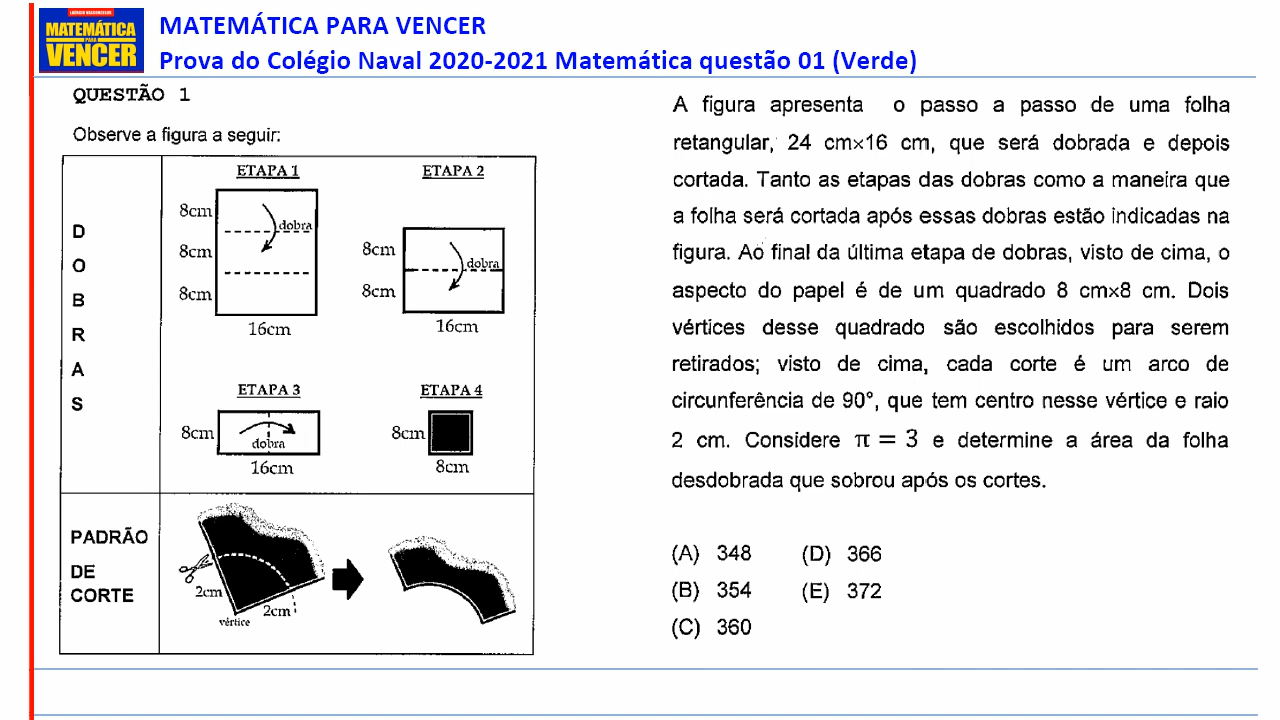 LAÉRCIO VASCONCELOS
MATEMÁTICA
PARA
VENCER
MATEMÁTICA PARA VENCER
Prova do Colégio Naval 2020-2021 Matemática questão 01 (Verde)
QUESTÃO 1
Observe a figura a seguir:
D
O
B
R
A
S
ETAPA 1
8cm
dobra
8cm
8cm
16cm
ETAPA 2
8cm
dobra
8cm
16cm
ETAPA 3
8cm
dobra
16cm
ETAPA 4
8cm
8cm
PADRÃO
DE
CORTE
2cm
2cm
vértice
A figura apresenta o passo a passo de uma folha
retangular, 24 cm×16 cm, que será dobrada e depois
cortada. Tanto as etapas das dobras como a maneira que
a folha será cortada após essas dobras estão indicadas na
figura. Ao final da última etapa de dobras, visto de cima, o
aspecto do papel é de um quadrado 8 cm×8 cm. Dois
vértices desse quadrado são escolhidos para serem
retirados; visto de cima, cada corte é um arco de
circunferência de 90°, que tem centro nesse vértice e raio
2 cm. Considere π = 3 e determine a área da folha
desdobrada que sobrou após os cortes.
(A) 348 (D) 366
(B) 354 (E) 372
(C) 360